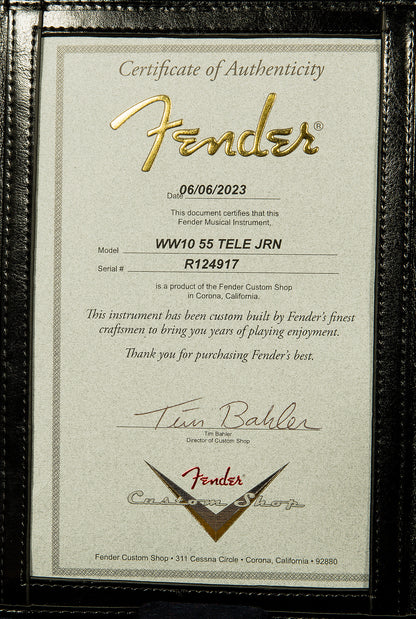 Certificate of Authenticity
Fender®
Date 06/06/2023
This document certifies that this
Fender Musical Instrument,
Model WW10 55 TELE JRN
Serial # R124917
is a product of the Fender Custom Shop
in Corona, California.
This instrument has been custom built by Fender's finest
craftsmen to bring you years of playing enjoyment.
Thank you for purchasing Fender's best.
Tim Bahler
Tim Bahler
Director of Custom Shop
Fender
Custom Shop
Fender Custom Shop • 311 Cessna Circle • Corona, California • 92880